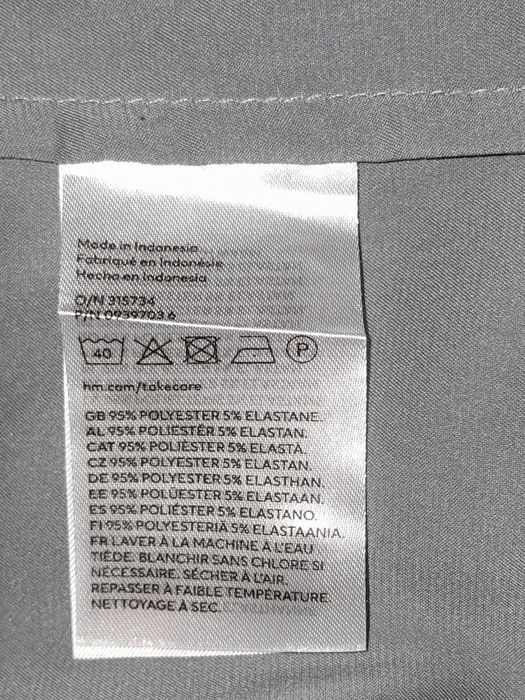 Made in Indonesia
Fabriqué en Indonésie
Hecho en Indonesia
O/N 315734
P/N 0939703 6
40 P
hm.com/takecare
GB 95% POLYESTER 5% ELASTANE.
AL 95% POLIESTËR 5% ELASTAN.
CAT 95% POLIÈSTER 5% ELASTÀ.
CZ 95% POLYESTER 5% ELASTAN.
DE 95% POLYESTER 5% ELASTHAN.
EE 95% POLÜESTER 5% ELASTAAN.
ES 95% POLIÉSTER 5% ELASTANO.
FI 95% POLYESTERIÄ 5% ELASTAANIA.
FR LAVER À LA MACHINE À L'EAU
TIÈDE. BLANCHIR SANS CHLORE SI
NÉCESSAIRE. SÉCHER À L'AIR.
REPASSER À FAIBLE TEMPÉRATURE.
NETTOYAGE À SEC.